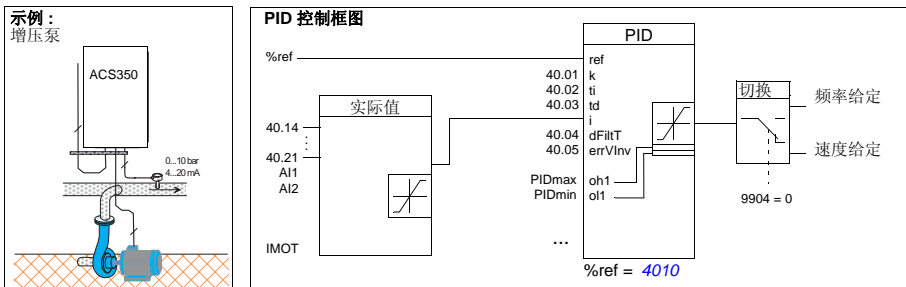 示例 :
增压泵
ACS350
0...10 bar
4...20 mA
PID 控制框图
%ref
实际值
40.14
40.21
AI1
AI2
IMOT
PID
ref
40.01 k
40.02 ti
40.03 td
i
40.04 dFiltT
40.05 errVInv
PIDmax oh1
PIDmin ol1
...
%ref = 4010
切换
频率给定
速度给定
9904 = 0